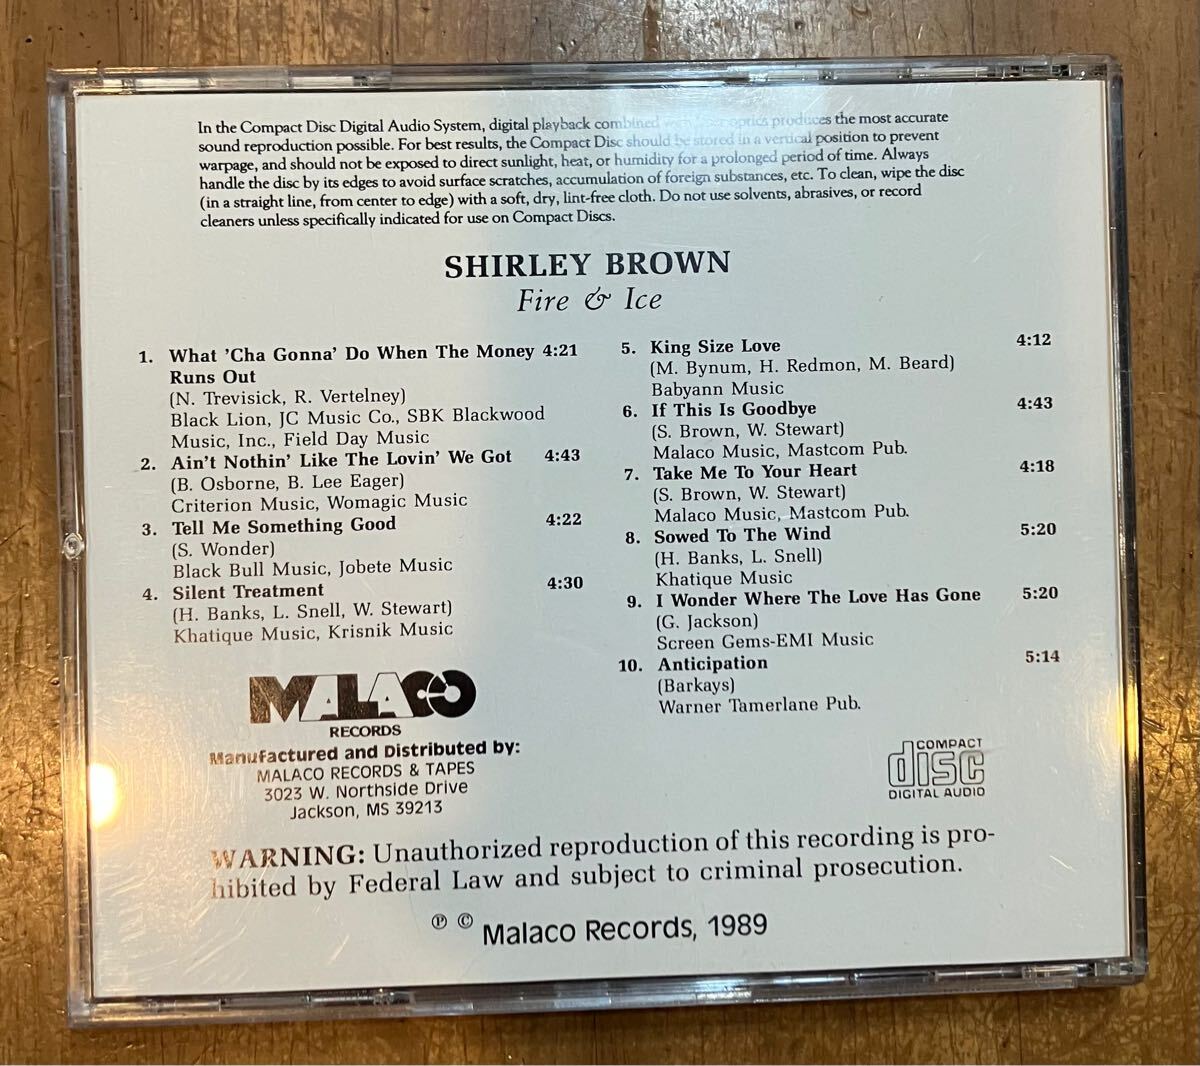 In the Compact Disc Digital Audio System, digital playback combined optics produces the most accurate
sound reproduction possible. For best results, the Compact Disc should be stored in a vertical position to prevent
warpage, and should not be exposed to direct sunlight, heat, or humidity for a prolonged period of time. Always
handle the disc by its edges to avoid surface scratches, accumulation of foreign substances, etc. To clean, wipe the disc
(in a straight line, from center to edge) with a soft, dry, lint-free cloth. Do not use solvents, abrasives, or record
cleaners unless specifically indicated for use on Compact Discs.
SHIRLEY BROWN
Fire & Ice
1. What 'Cha Gonna' Do When The Money 4:21
Runs Out
(N. Trevisick, R. Vertelney)
Black Lion, JC Music Co., SBK Blackwood
Music, Inc., Field Day Music
2. Ain't Nothin' Like The Lovin' We Got 4:43
(B. Osborne, B. Lee Eager)
Criterion Music, Womagic Music
3. Tell Me Something Good 4:22
(S. Wonder)
Black Bull Music, Jobete Music
4. Silent Treatment 4:30
(H. Banks, L. Snell, W. Stewart)
Khatique Music, Krisnik Music
5. King Size Love 4:12
(M. Bynum, H. Redmon, M. Beard)
Babyann Music
6. If This Is Goodbye 4:43
(S. Brown, W. Stewart)
Malaco Music, Mastcom Pub.
7. Take Me To Your Heart 4:18
(S. Brown, W. Stewart)
Malaco Music, Mastcom Pub.
8. Sowed To The Wind 5:20
(H. Banks, L. Snell)
Khatique Music
9. I Wonder Where The Love Has Gone 5:20
(G. Jackson)
Screen Gems-EMI Music
10. Anticipation 5:14
(Barkays)
Warner Tamerlane Pub.
MALACO
RECORDS
Manufactured and Distributed by:
MALACO RECORDS & TAPES
3023 W. Northside Drive
Jackson, MS 39213
COMPACT
disc
DIGITAL AUDIO
WARNING: Unauthorized reproduction of this recording is pro-
hibited by Federal Law and subject to criminal prosecution.
℗ © Malaco Records, 1989